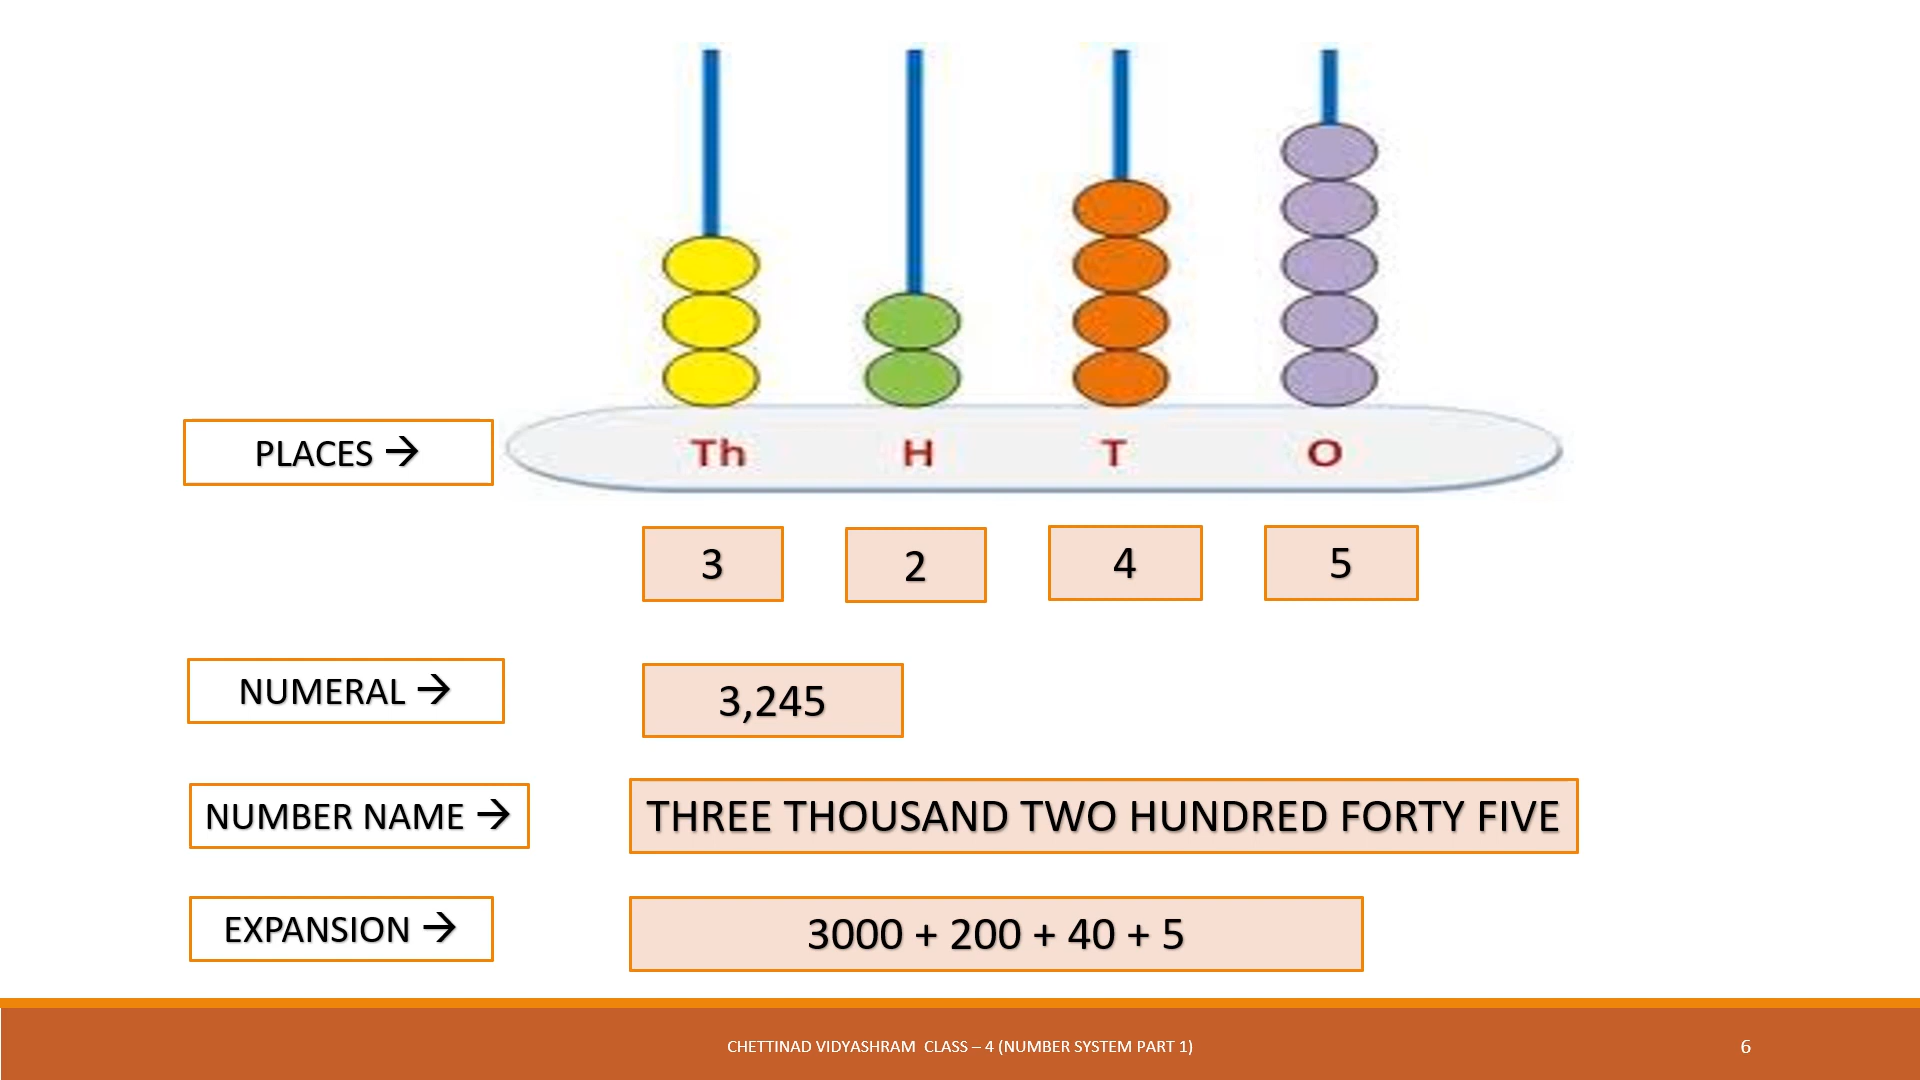 PLACES →
Th H T O
3 2 4 5
NUMERAL →
3,245
NUMBER NAME →
THREE THOUSAND TWO HUNDRED FORTY FIVE
EXPANSION →
3000 + 200 + 40 + 5
CHETTINAD VIDYASHRAM CLASS – 4 (NUMBER SYSTEM PART 1)
6